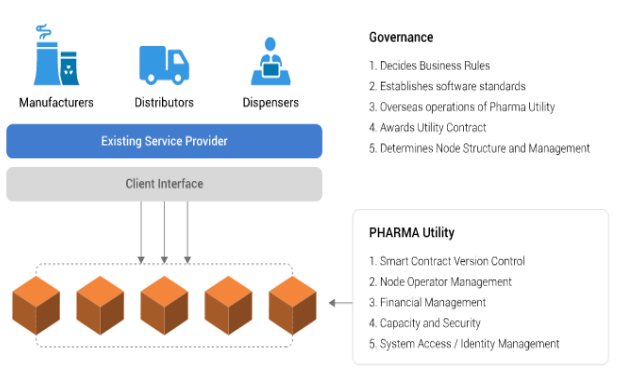 Manufacturers
Distributors
Dispensers
Existing Service Provider
Client Interface
Governance
1. Decides Business Rules
2. Establishes software standards
3. Overseas operations of Pharma Utility
4. Awards Utility Contract
5. Determines Node Structure and Management
PHARMA Utility
1. Smart Contract Version Control
2. Node Operator Management
3. Financial Management
4. Capacity and Security
5. System Access / Identity Management